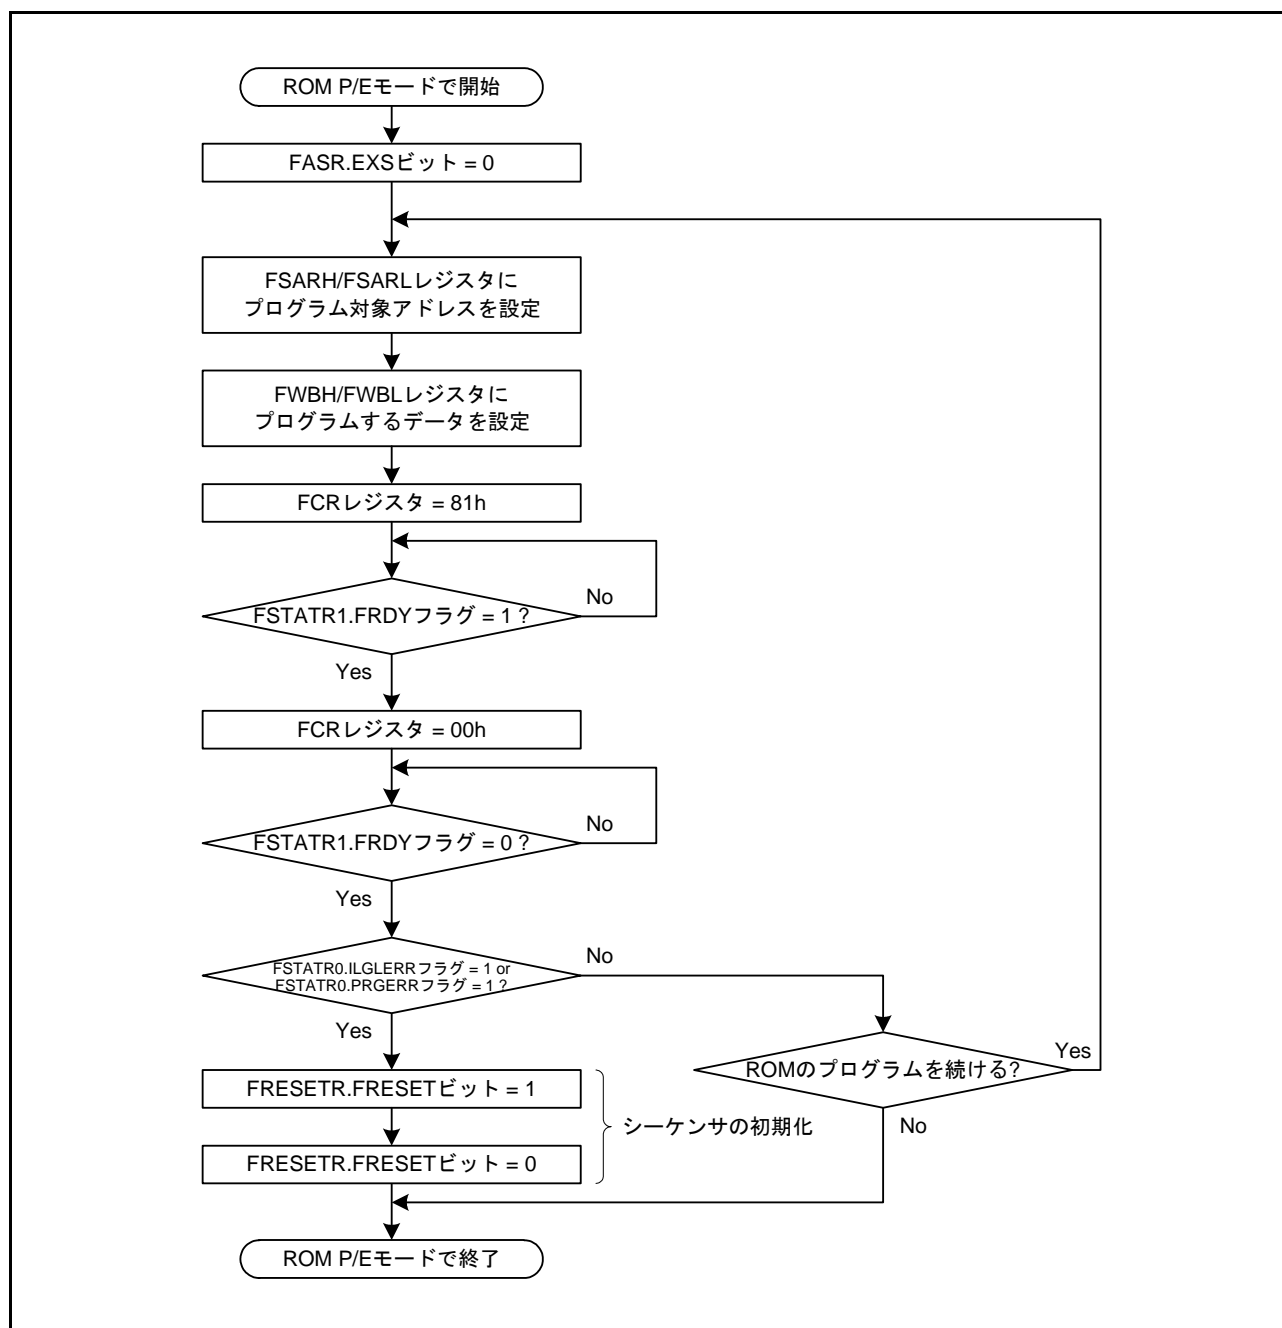 ROM P/Eモードで開始
FASR.EXSビット = 0
FSARH/FSARLレジスタに
プログラム対象アドレスを設定
FWBH/FWBLレジスタに
プログラムするデータを設定
FCRレジスタ = 81h
No
FSTATR1.FRDYフラグ = 1 ?
Yes
FCRレジスタ = 00h
No
FSTATR1.FRDYフラグ = 0 ?
Yes
No
FSTATR0.ILGLERRフラグ = 1 or
FSTATR0.PRGERRフラグ = 1 ?
Yes
Yes
ROMのプログラムを続ける?
No
FRESETR.FRESETビット = 1
シーケンサの初期化
FRESETR.FRESETビット = 0
ROM P/Eモードで終了